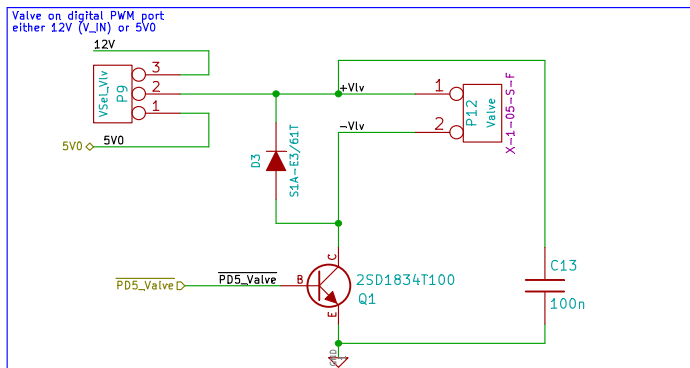 Valve on digital PWM port
either 12V (V_IN) or 5V0
12V
VSel_Vlv
P9
3
2
1
5V0
5V0
+Vlv
-Vlv
1
2
P12
Valve
X-1-05-S-F
D3
S1A-E3/61T
PD5_Valve
PD5_Valve
B
C
E
2SD1834T100
Q1
C13
100n
GND